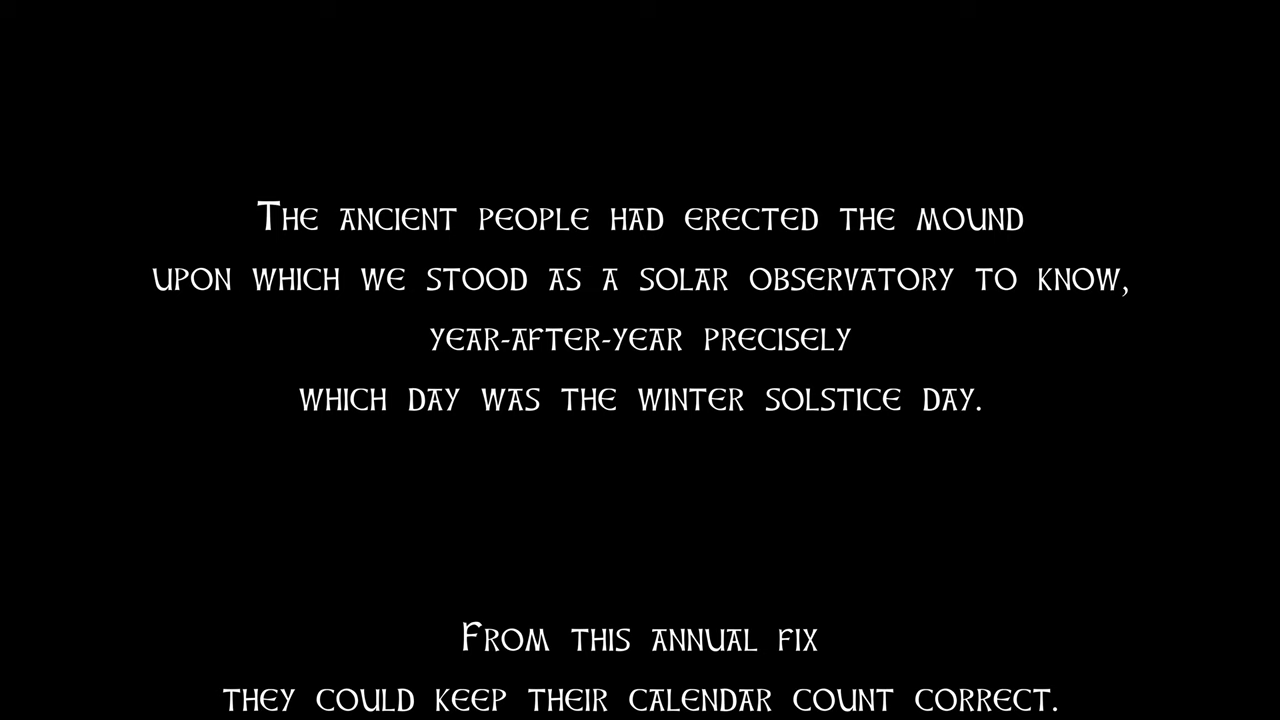 The ancient people had erected the mound
upon which we stood as a solar observatory to know,
year-after-year precisely
which day was the winter solstice day.
From this annual fix
they could keep their calendar count correct.